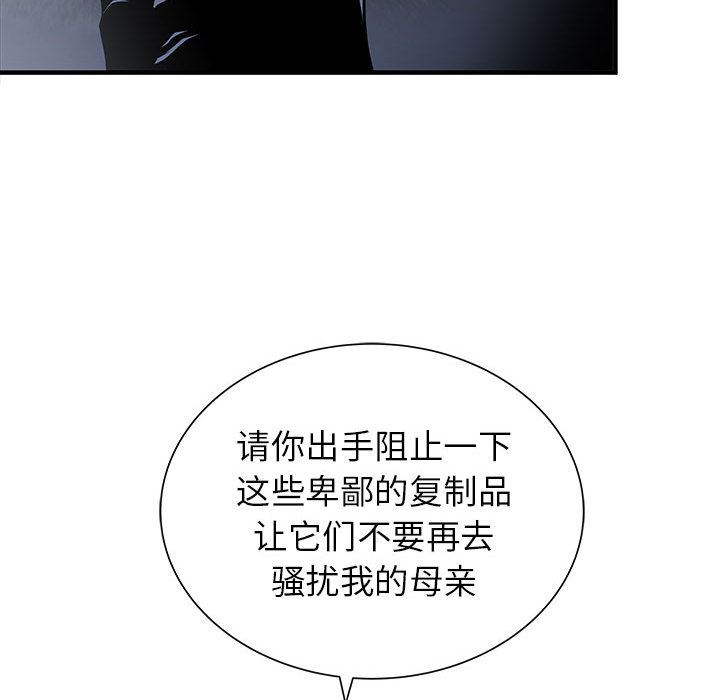 请你出手阻止一下
这些卑鄙的复制品
让它们不要再去
骚扰我的母亲